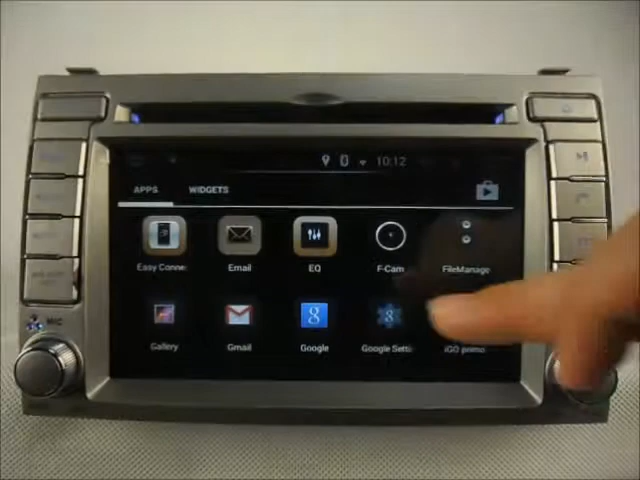 10:12
APPS WIDGETS
Easy Conne Email EQ F-Cam FileManage
Gallery Gmail Google Google Setti iGO primo
MIC